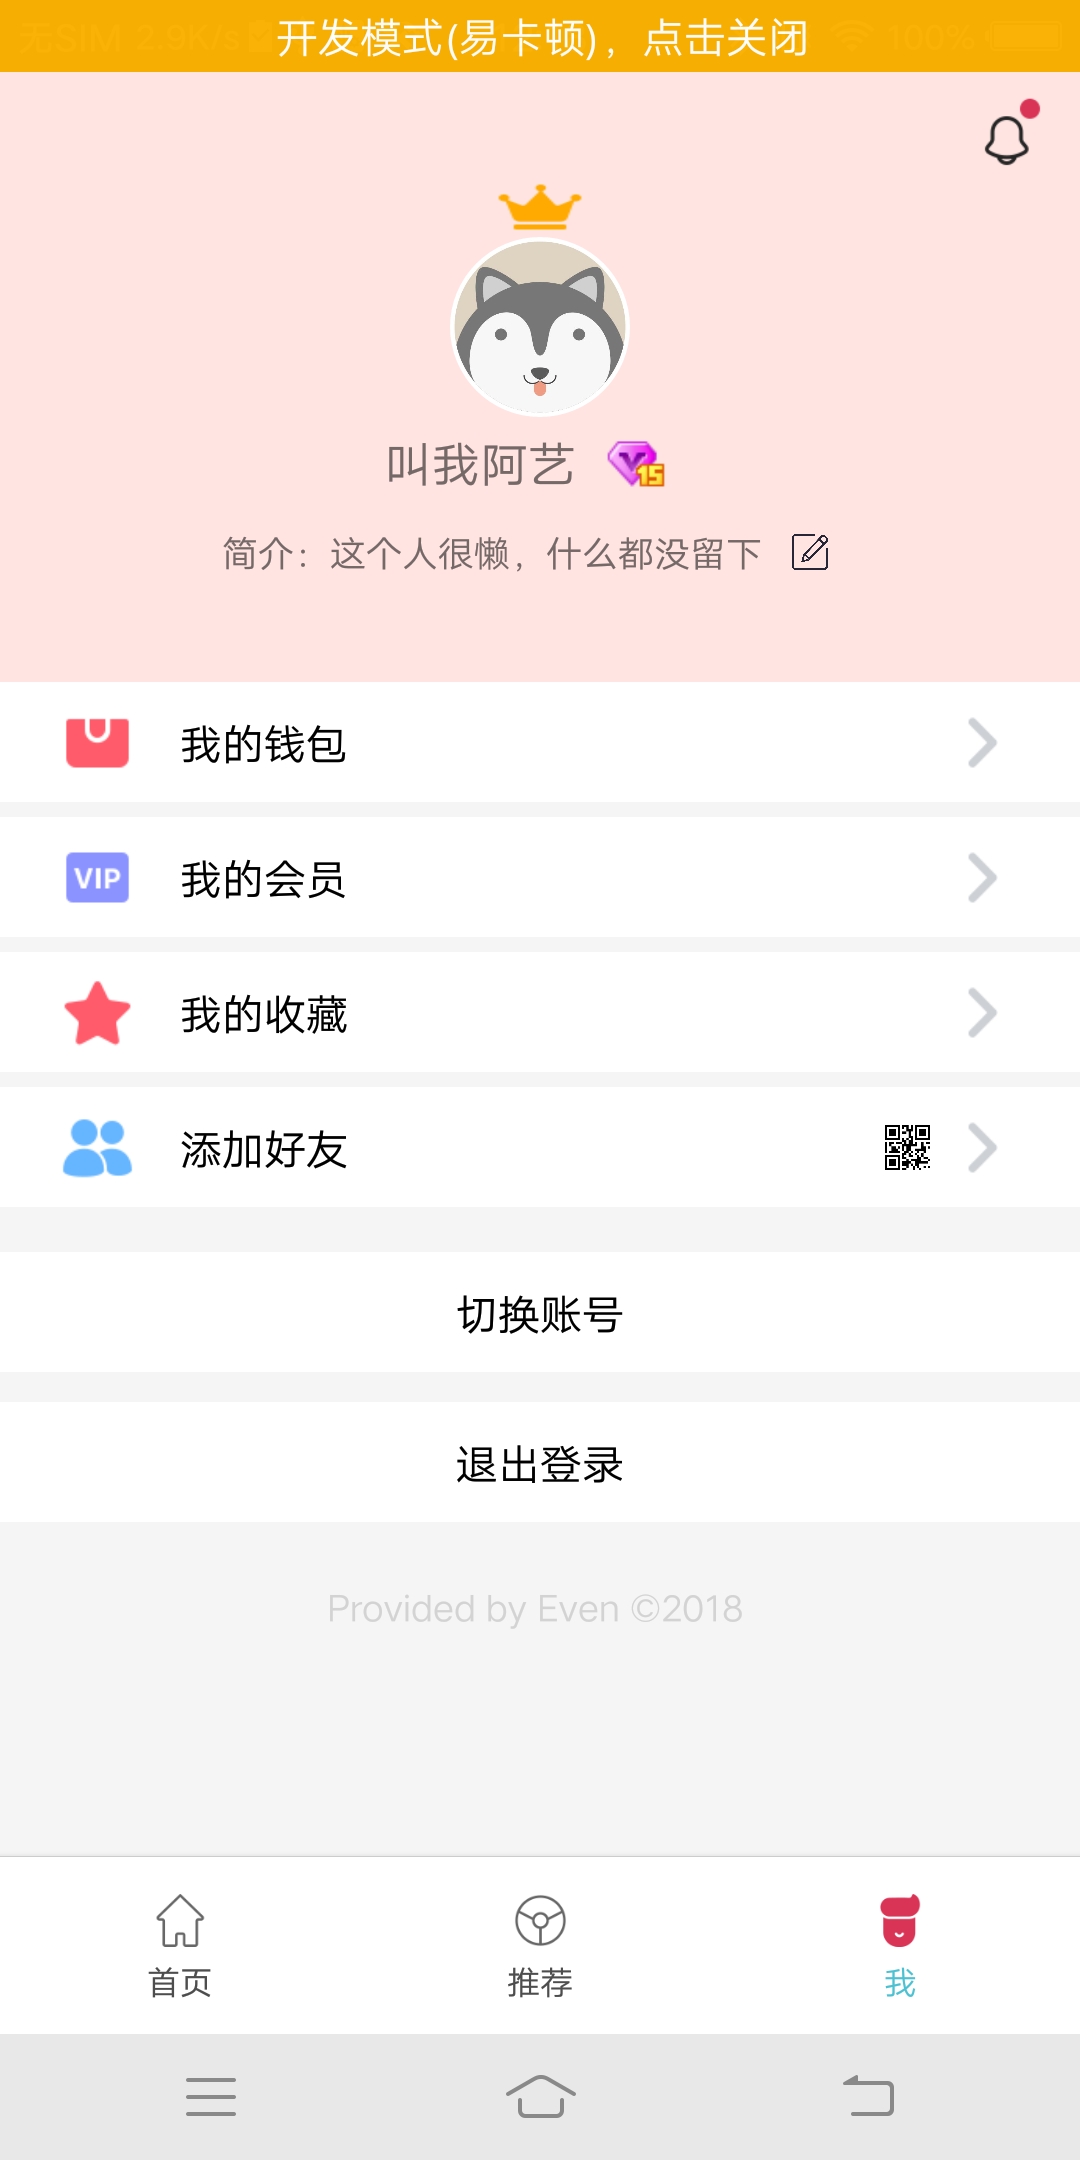 无SIM 2.9K/s 100%
开发模式(易卡顿)，点击关闭
叫我阿艺 V 15
简介：这个人很懒，什么都没留下
我的钱包
VIP 我的会员
我的收藏
添加好友
切换账号
退出登录
Provided by Even ©2018
首页 推荐 我